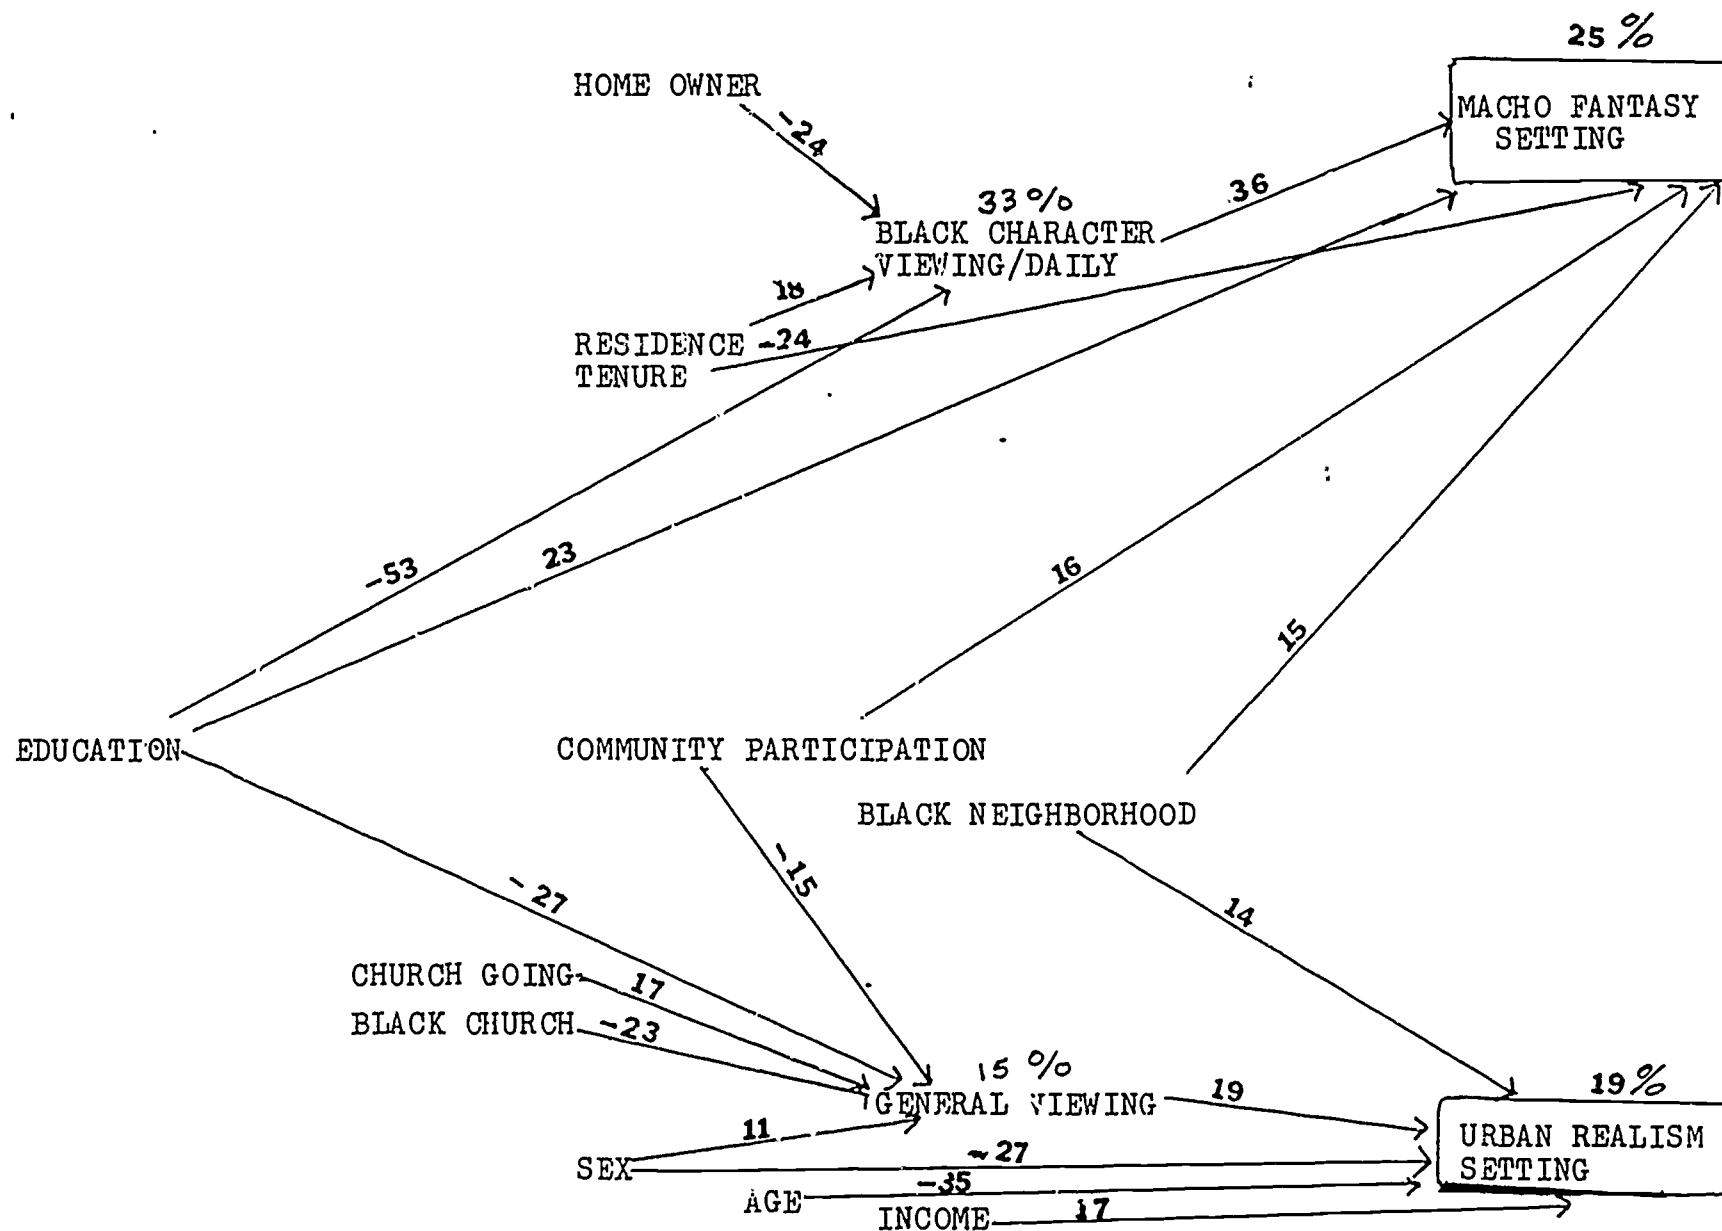 25 %
HOME OWNER
MACHO FANTASY
SETTING
-24
36
33%
BLACK CHARACTER
VIEWING/DAILY
18
RESIDENCE -24
TENURE
-53
23
16
15
EDUCATION
COMMUNITY PARTICIPATION
BLACK NEIGHBORHOOD
-15
-27
14
CHURCH GOING
17
BLACK CHURCH -23
15 %
19%
GENERAL VIEWING
19
11
URBAN REALISM
SETTING
SEX
-27
-35
AGE
INCOME
17